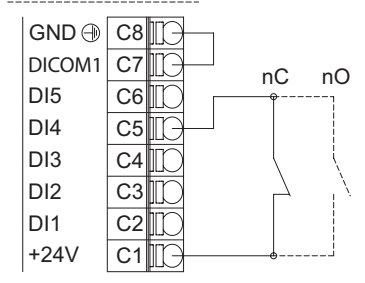 GND C8
DICOM1 C7
nC nO
DI5 C6
DI4 C5
DI3 C4
DI2 C3
DI1 C2
+24V C1